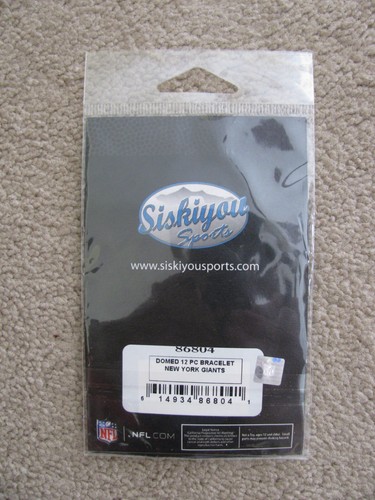 Siskiyou
Sports
www.siskiyousports.com
86804
DOMED 12 PC BRACELET
NEW YORK GIANTS
6 14934 86804 1
NFL
NFL.COM